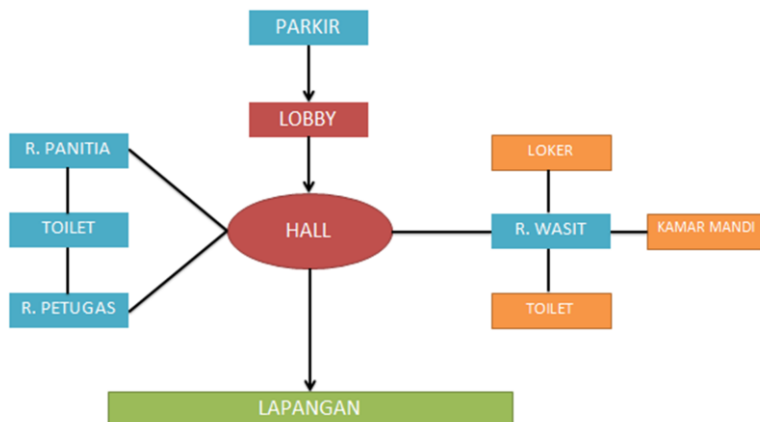 PARKIR
LOBBY
R. PANITIA
LOKER
TOILET
HALL
R. WASIT
KAMAR MANDI
R. PETUGAS
TOILET
LAPANGAN